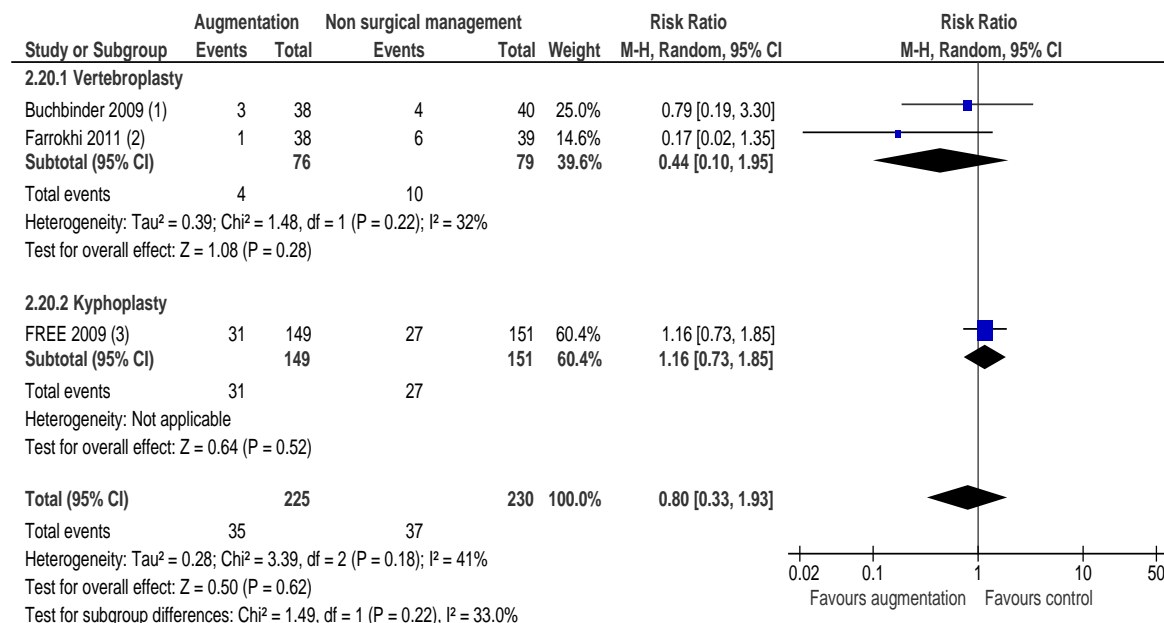 Augmentation Non surgical management Risk Ratio Risk Ratio
Study or Subgroup Events Total Events Total Weight M-H, Random, 95% CI M-H, Random, 95% CI
2.20.1 Vertebroplasty
Buchbinder 2009 (1) 3 38 4 40 25.0% 0.79 [0.19, 3.30]
Farrokhi 2011 (2) 1 38 6 39 14.6% 0.17 [0.02, 1.35]
Subtotal (95% CI) 76 79 39.6% 0.44 [0.10, 1.95]
Total events 4 10
Heterogeneity: Tau² = 0.39; Chi² = 1.48, df = 1 (P = 0.22); I² = 32%
Test for overall effect: Z = 1.08 (P = 0.28)
2.20.2 Kyphoplasty
FREE 2009 (3) 31 149 27 151 60.4% 1.16 [0.73, 1.85]
Subtotal (95% CI) 149 151 60.4% 1.16 [0.73, 1.85]
Total events 31 27
Heterogeneity: Not applicable
Test for overall effect: Z = 0.64 (P = 0.52)
Total (95% CI) 225 230 100.0% 0.80 [0.33, 1.93]
Total events 35 37
Heterogeneity: Tau² = 0.28; Chi² = 3.39, df = 2 (P = 0.18); I² = 41%
Test for overall effect: Z = 0.50 (P = 0.62)
Test for subgroup differences: Chi² = 1.49, df = 1 (P = 0.22), I² = 33.0%
0.02 0.1 1 10 50
Favours augmentation Favours control